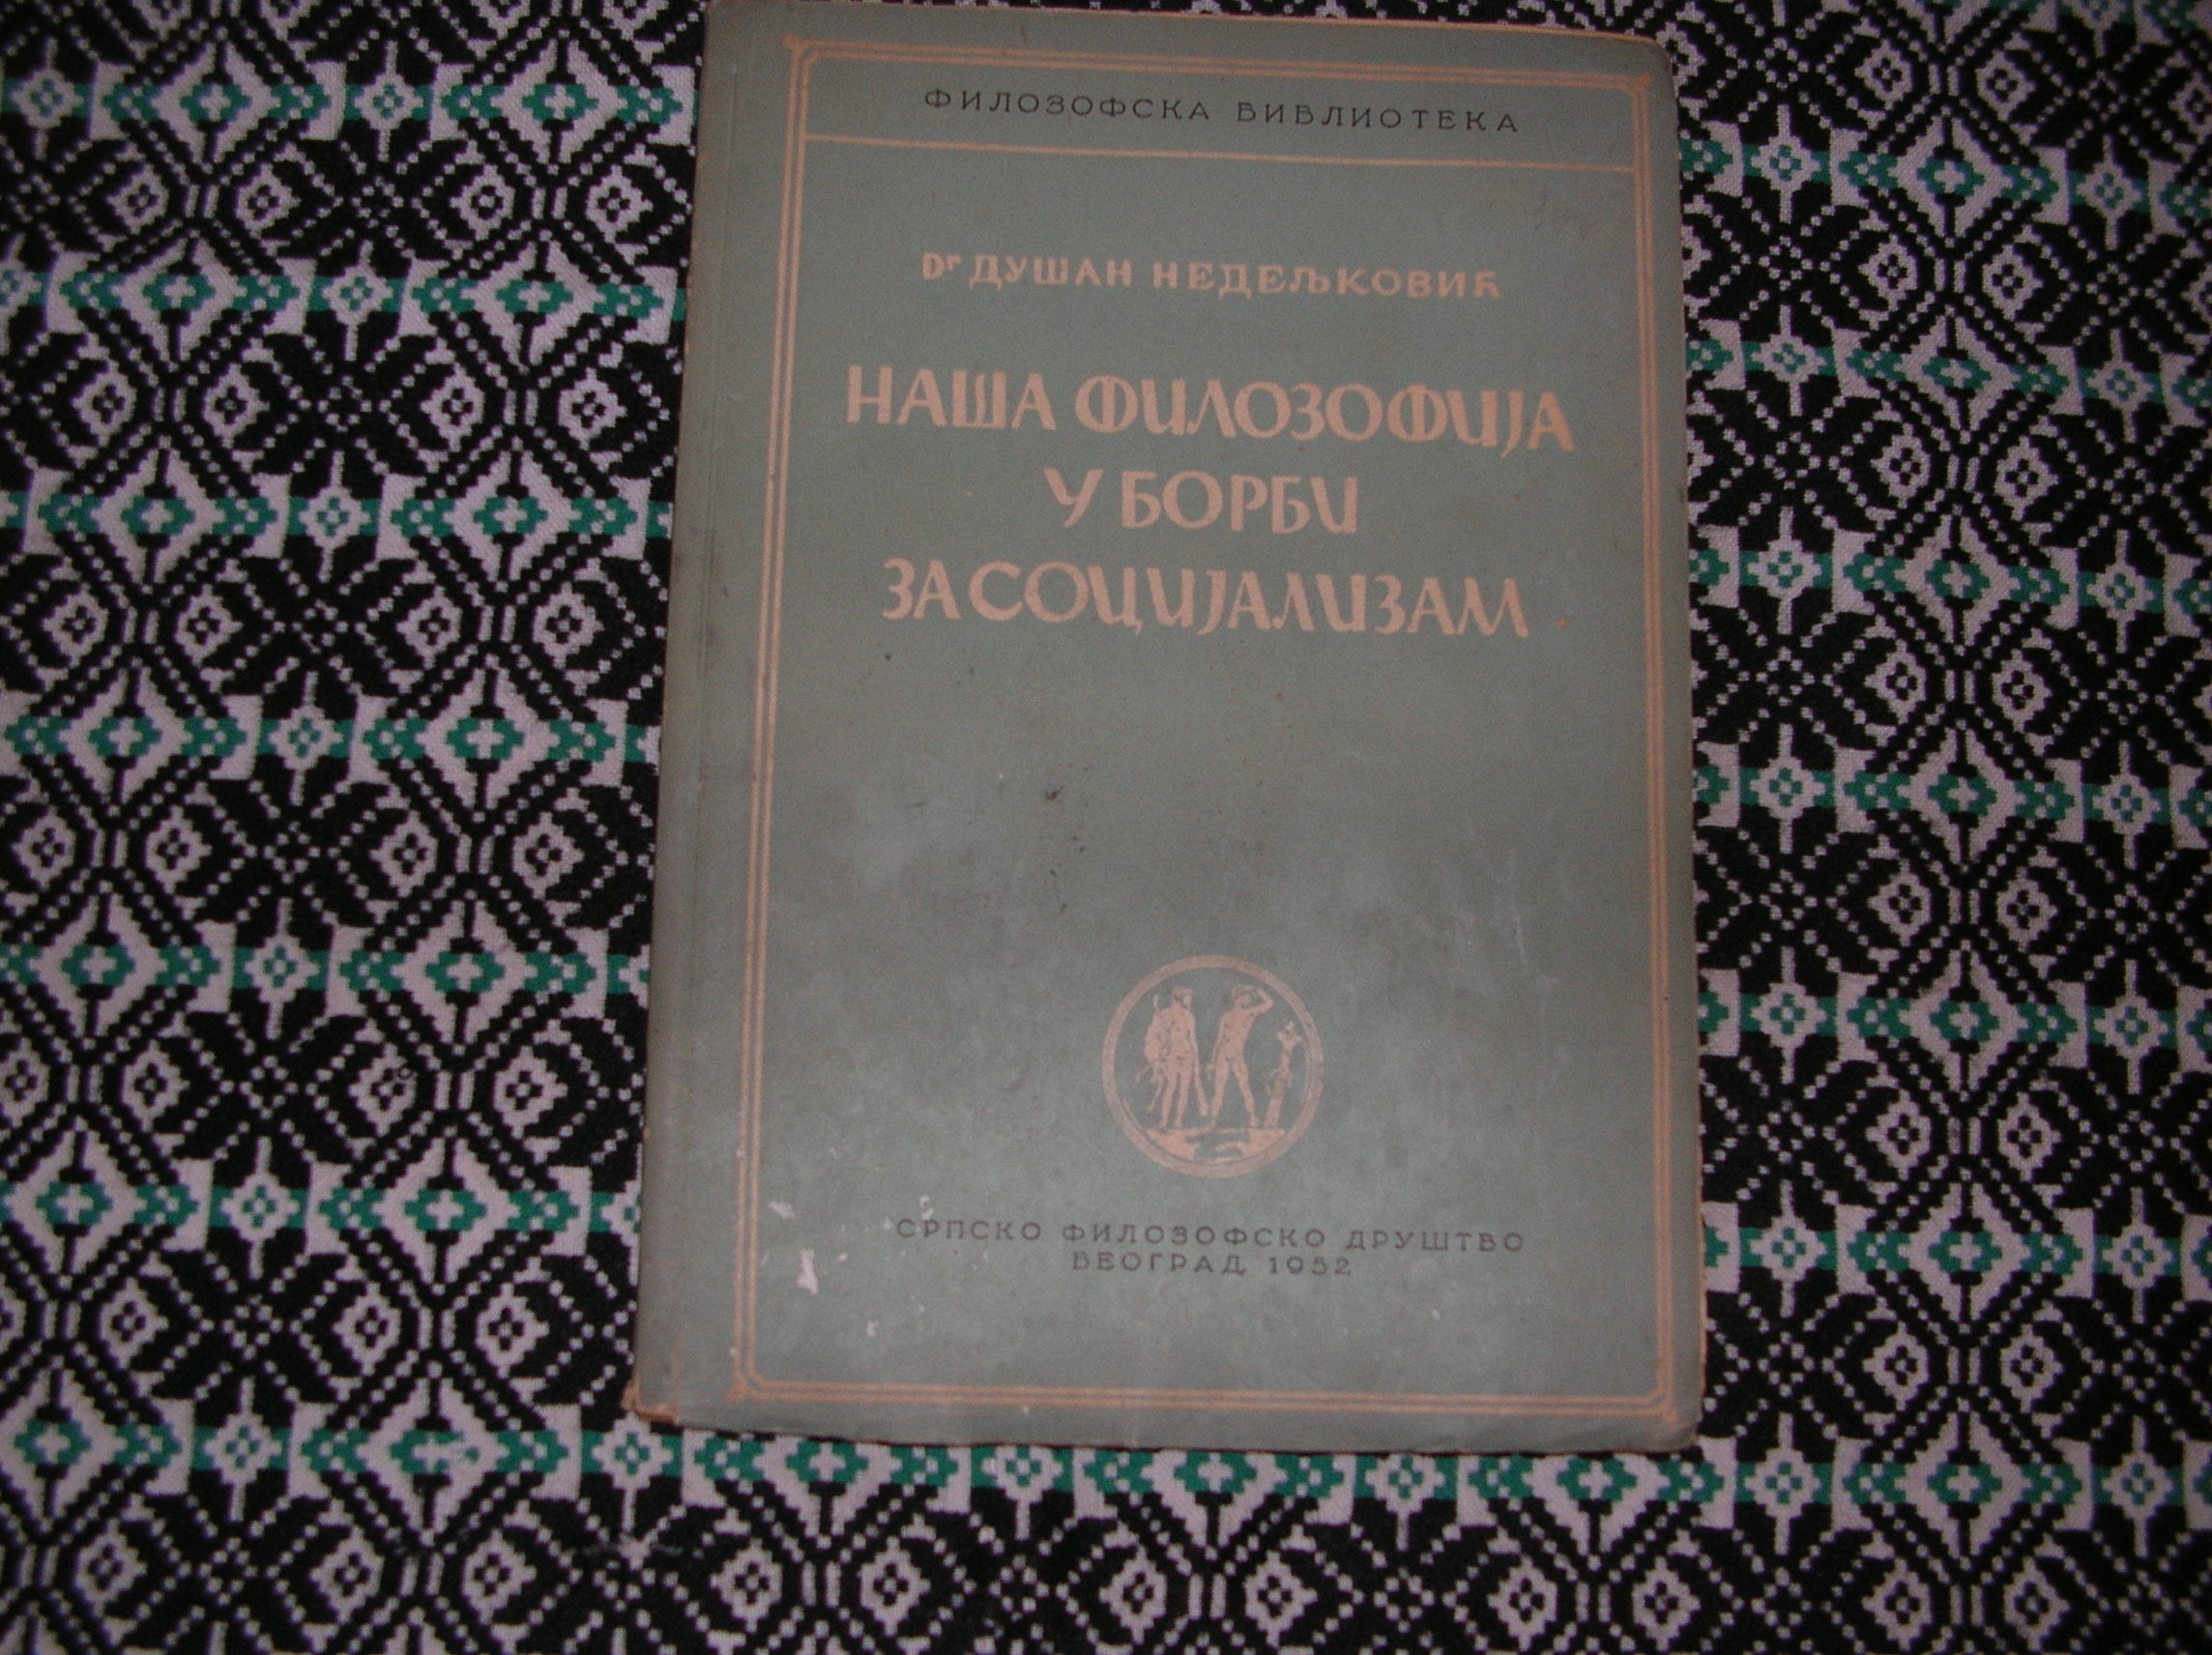 ФИЛОЗОФСКА БИБЛИОТЕКА
Dr ДУШАН НЕДЕЉКОВИЋ
НАША ФИЛОЗОФИЈА
У БОРБИ
ЗА СОЦИЈАЛИЗАМ
СРПСКО ФИЛОЗОФСКО ДРУШТВО
БЕОГРАД 1952